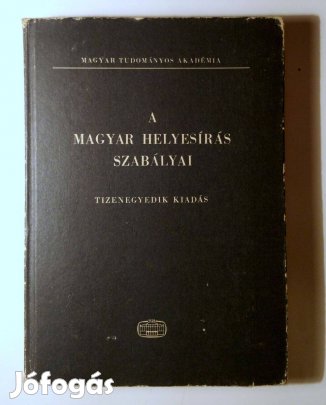 MAGYAR TUDOMÁNYOS AKADÉMIA
A
MAGYAR HELYESÍRÁS
SZABÁLYAI
TIZENEGYEDIK KIADÁS
Jófogás